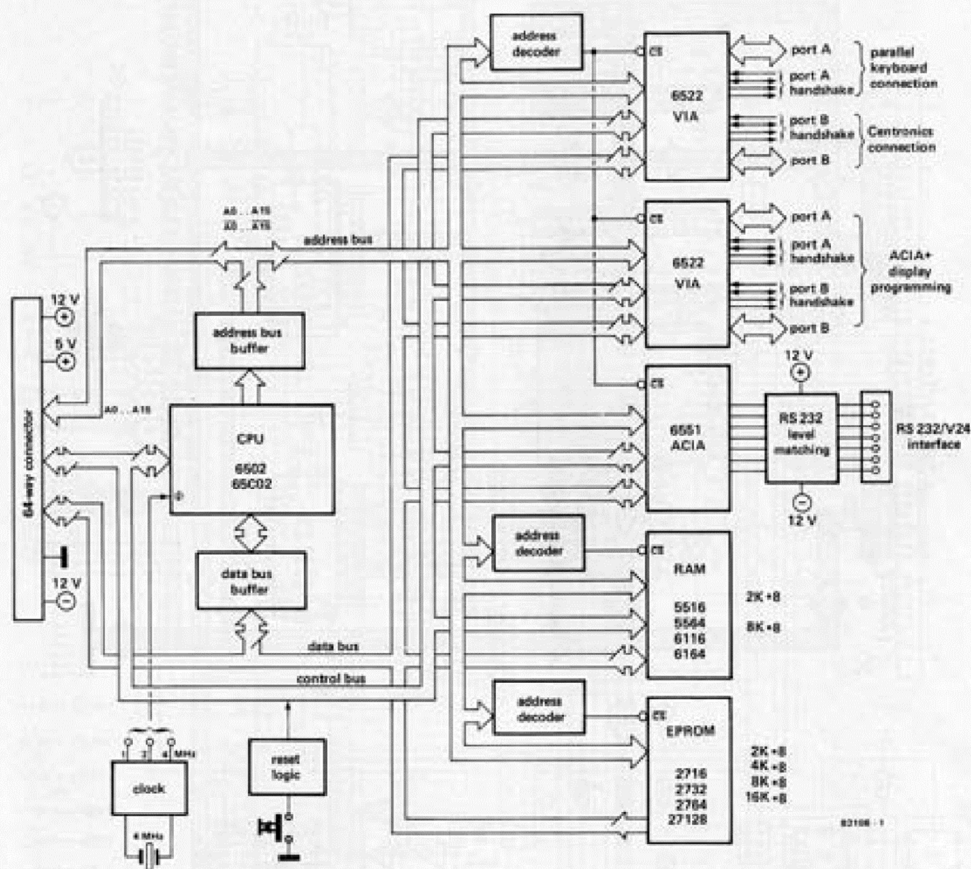 address
decoder
CS
6522
VIA
port A
port A
handshake
port B
handshake
port B
parallel
keyboard
connection
Centronics
connection
A0 . . . A15
A0 . . . A15
address bus
CS
6522
VIA
port A
port A
handshake
port B
handshake
port B
ACIA+
display
programming
64-way connector
12 V
5 V
12 V
address bus
buffer
A0 . . . A15
CPU
6502
65C02
Φ
data bus
buffer
data bus
control bus
CS
6551
ACIA
12 V
RS 232
level
matching
12 V
RS 232/V24
interface
address
decoder
CS
RAM
5516
5564
6116
6164
2K *8
8K *8
address
decoder
CS
EPROM
2716
2732
2764
27128
2K *8
4K *8
8K *8
16K *8
1 2 4 MHz
clock
4 MHz
reset
logic
83106 - 1